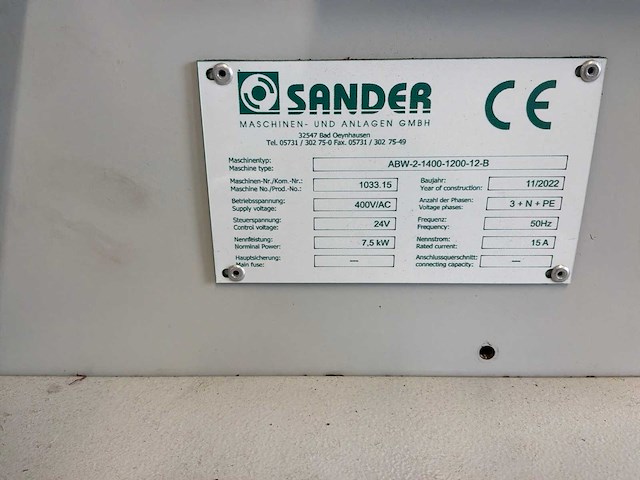 SANDER
CE
MASCHINEN- UND ANLAGEN GMBH
32547 Bad Oeynhausen
Tel. 05731 / 302 75-0 Fax. 05731 / 302 75-49
Maschinentyp:
Machine type:
ABW-2-1400-1200-12-B
Maschinen-Nr./Kom.-Nr.:
Machine No./Prod.-No.:
1033.15
Baujahr:
Year of construction:
11/2022
Betriebsspannung:
Supply voltage:
400V/AC
Anzahl der Phasen:
Voltage phases:
3 + N + PE
Steuerspannung:
Control voltage:
24V
Frequenz:
Frequency:
50Hz
Nennlfleistung:
Norminal Power:
7,5 kW
Nennstrom:
Rated current:
15 A
Hauptsicherung:
Main fuse:
—
Anschlussquerschnitt:
connecting capacity:
—